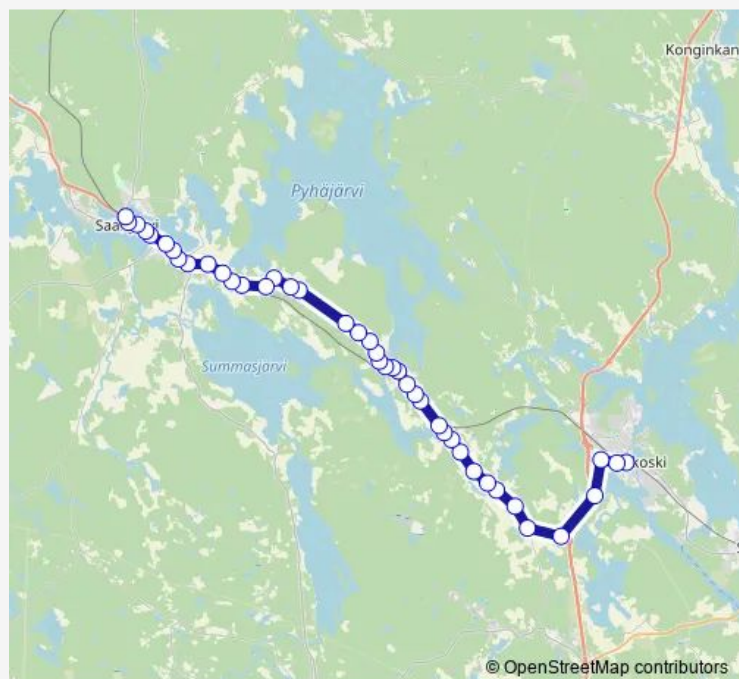 Konginkan
Pyhäjärvi
Summasjärvi
koski
© OpenStreetMap contributors